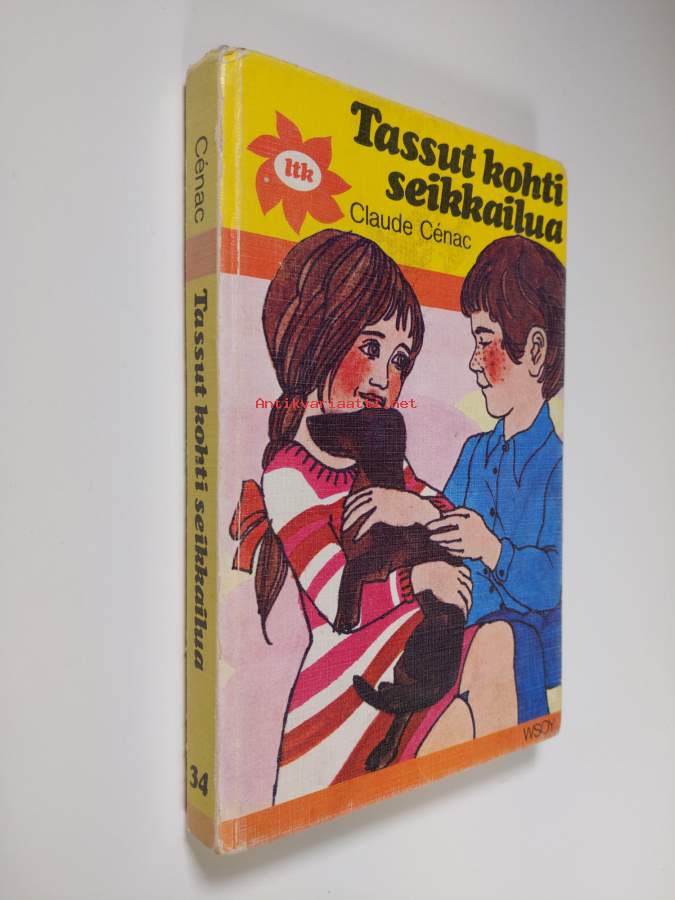 Cénac
Tassut kohti seikkailua
34
ltk
Tassut kohti
seikkailua
Claude Cénac
Antikvariaatti.net
WSOY